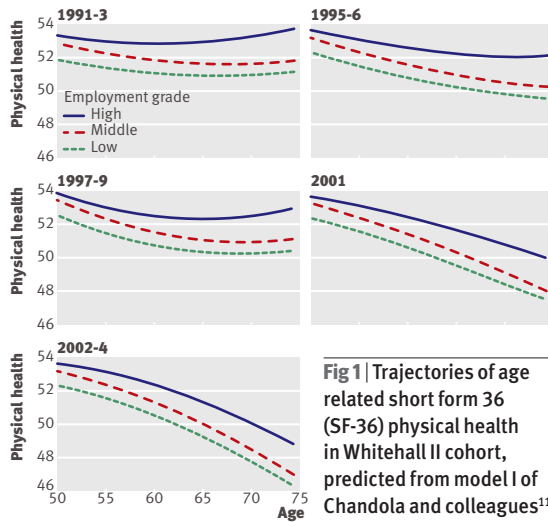 1991-3
1995-6
54
52
50
48
46
Physical health
Employment grade
High
Middle
Low
1997-9
2001
54
52
50
48
46
Physical health
2002-4
54
52
50
48
46
Physical health
50 55 60 65 70 75
Age
Fig 1 | Trajectories of age
related short form 36
(SF-36) physical health
in Whitehall II cohort,
predicted from model I of
Chandola and colleagues¹¹